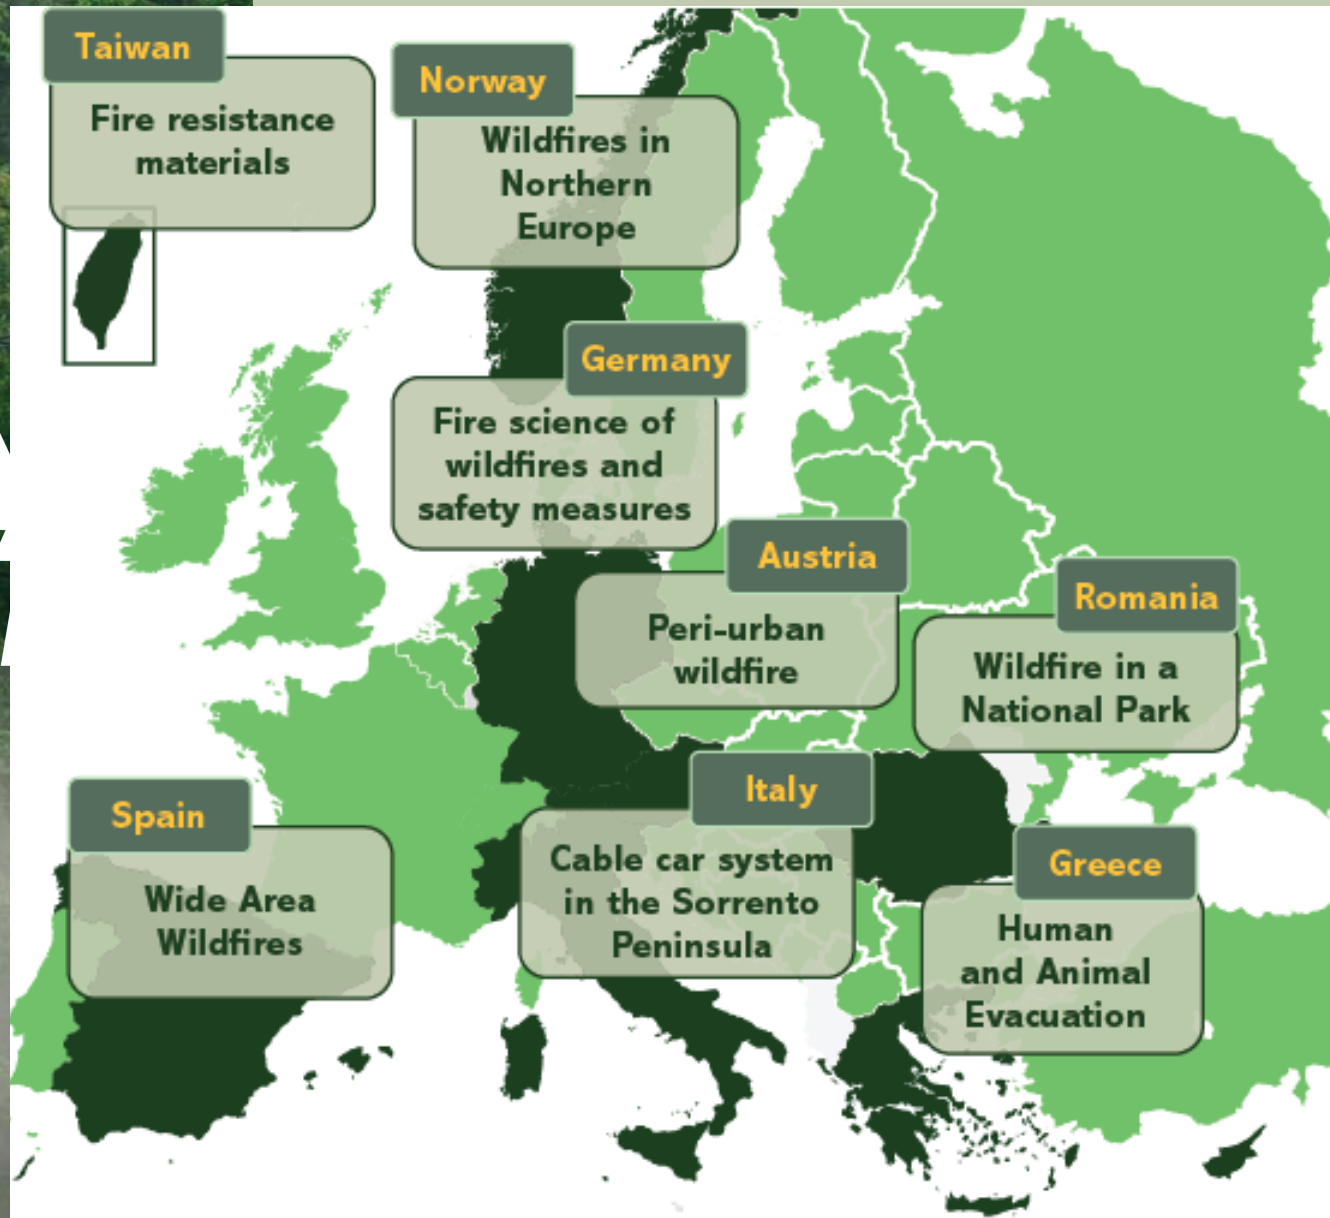 Taiwan
Fire resistance
materials
Norway
Wildfires in
Northern
Europe
Germany
Fire science of
wildfires and
safety measures
Austria
Peri-urban
wildfire
Romania
Wildfire in a
National Park
Italy
Cable car system
in the Sorrento
Peninsula
Spain
Wide Area
Wildfires
Greece
Human
and Animal
Evacuation